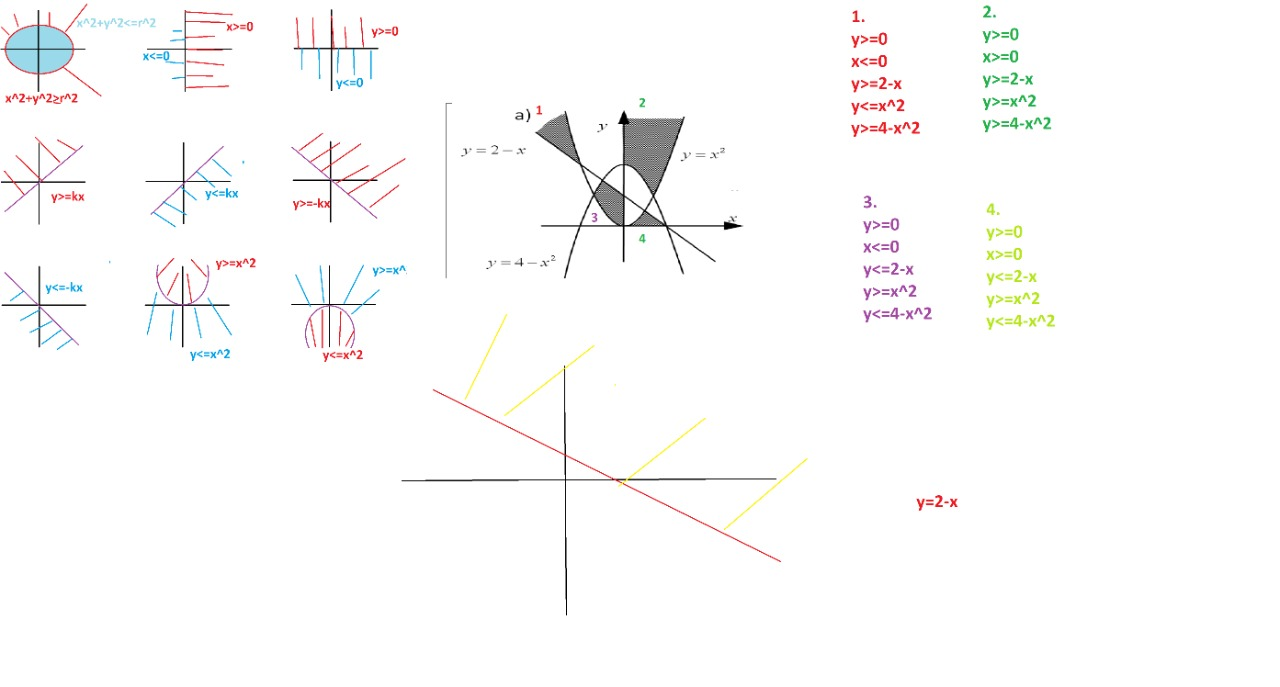 x^2+y^2<=r^2
x^2+y^2≥r^2
x>=0
x<=0
y>=0
y<=0
y>=kx
y<=kx
y>=-kx
y<=-kx
y>=x^2
y<=x^2
y>=x^
y<=x^2
a) 1
2
3
4
y
x
y = 2 − x
y = x²
y = 4 − x²
1.
y>=0
x<=0
y>=2-x
y<=x^2
y>=4-x^2
2.
y>=0
x>=0
y>=2-x
y>=x^2
y>=4-x^2
3.
y>=0
x<=0
y<=2-x
y>=x^2
y<=4-x^2
4.
y>=0
x>=0
y<=2-x
y>=x^2
y<=4-x^2
y=2-x